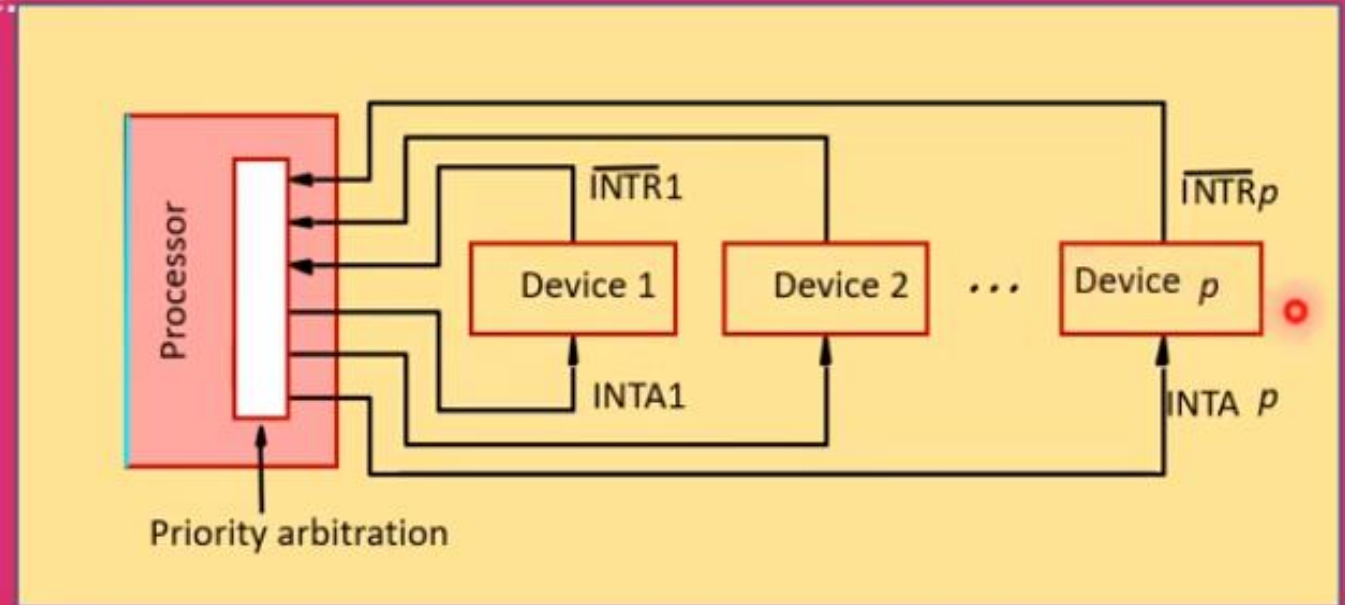 Processor
INTR1
INTRp
Device 1
Device 2
...
Device p
INTA1
INTA p
Priority arbitration